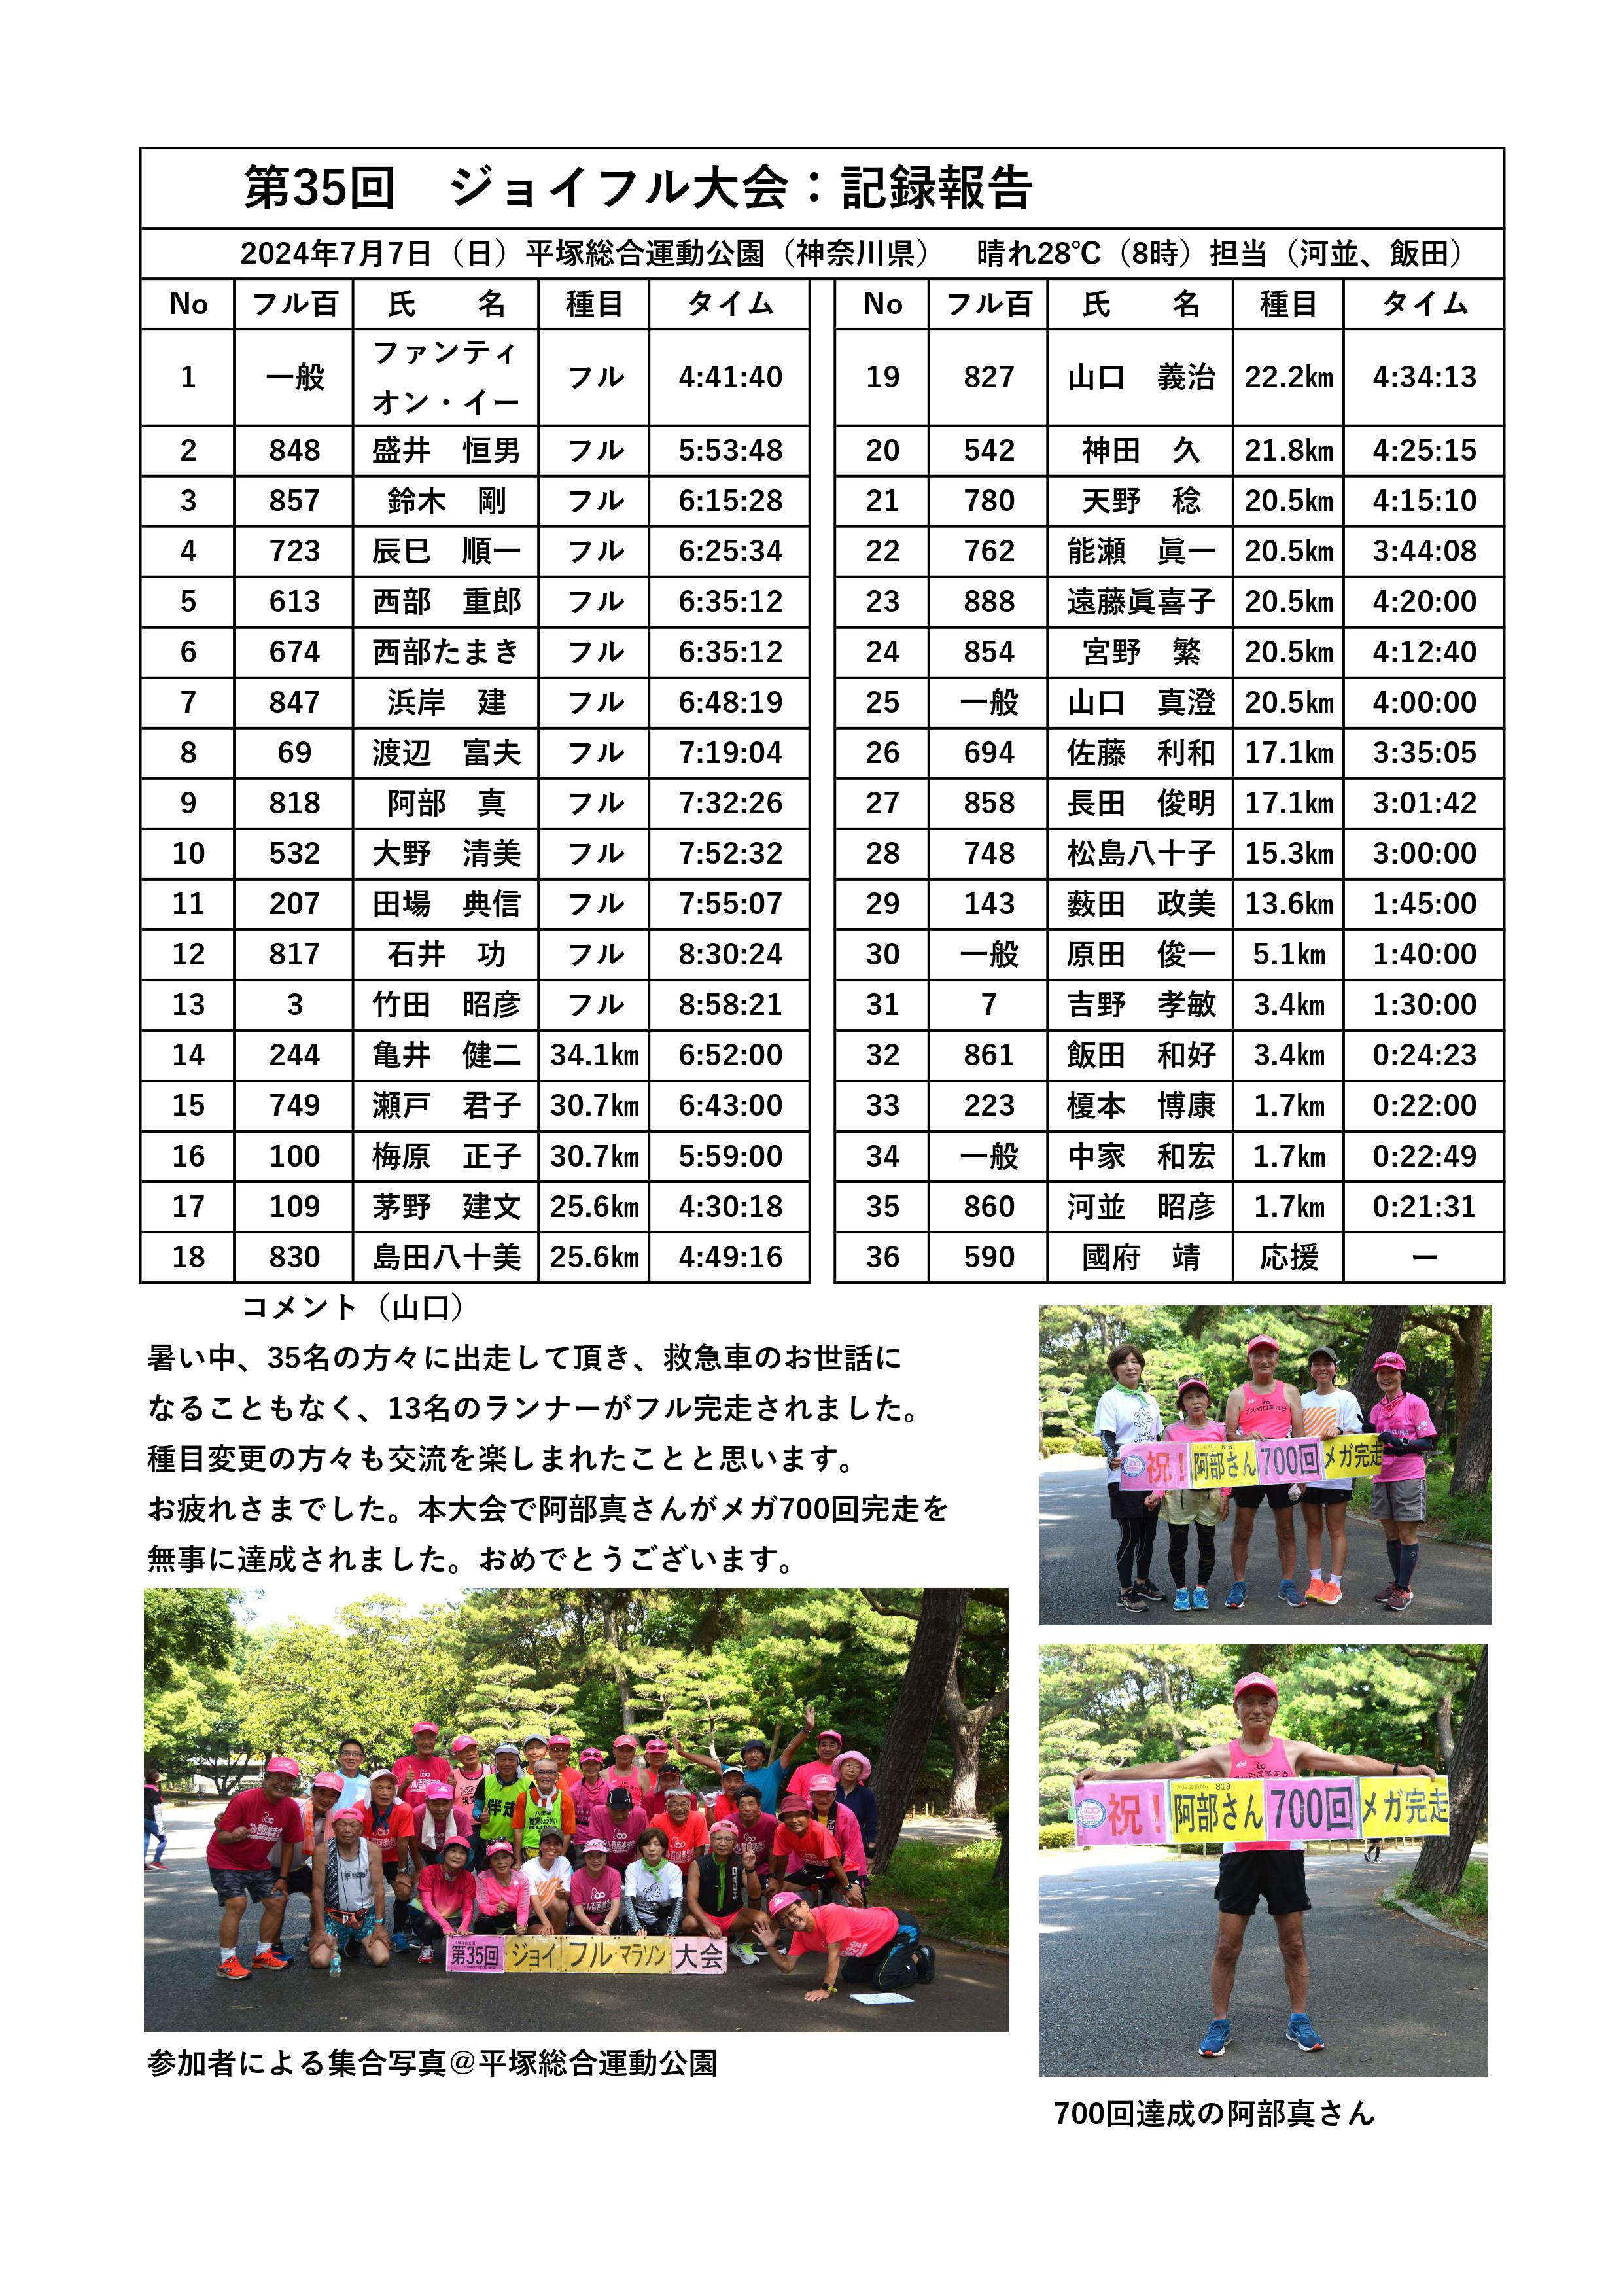 第35回　ジョイフル大会：記録報告
2024年7月7日（日）平塚総合運動公園（神奈川県）　晴れ28℃（8時）担当（河並、飯田）
No フル百 氏　名 種目 タイム No フル百 氏　名 種目 タイム
1 一般 ファンティオン・イー フル 4:41:40 19 827 山口　義治 22.2㎞ 4:34:13
2 848 盛井　恒男 フル 5:53:48 20 542 神田　久 21.8㎞ 4:25:15
3 857 鈴木　剛 フル 6:15:28 21 780 天野　稔 20.5㎞ 4:15:10
4 723 辰巳　順一 フル 6:25:34 22 762 能瀬　眞一 20.5㎞ 3:44:08
5 613 西部　重郎 フル 6:35:12 23 888 遠藤眞喜子 20.5㎞ 4:20:00
6 674 西部たまき フル 6:35:12 24 854 宮野　繁 20.5㎞ 4:12:40
7 847 浜岸　建 フル 6:48:19 25 一般 山口　真澄 20.5㎞ 4:00:00
8 69 渡辺　富夫 フル 7:19:04 26 694 佐藤　利和 17.1㎞ 3:35:05
9 818 阿部　真 フル 7:32:26 27 858 長田　俊明 17.1㎞ 3:01:42
10 532 大野　清美 フル 7:52:32 28 748 松島八十子 15.3㎞ 3:00:00
11 207 田場　典信 フル 7:55:07 29 143 薮田　政美 13.6㎞ 1:45:00
12 817 石井　功 フル 8:30:24 30 一般 原田　俊一 5.1㎞ 1:40:00
13 3 竹田　昭彦 フル 8:58:21 31 7 吉野　孝敏 3.4㎞ 1:30:00
14 244 亀井　健二 34.1㎞ 6:52:00 32 861 飯田　和好 3.4㎞ 0:24:23
15 749 瀬戸　君子 30.7㎞ 6:43:00 33 223 榎本　博康 1.7㎞ 0:22:00
16 100 梅原　正子 30.7㎞ 5:59:00 34 一般 中家　和宏 1.7㎞ 0:22:49
17 109 茅野　建文 25.6㎞ 4:30:18 35 860 河並　昭彦 1.7㎞ 0:21:31
18 830 島田八十美 25.6㎞ 4:49:16 36 590 國府　靖 応援 ー
コメント（山口）
暑い中、35名の方々に出走して頂き、救急車のお世話に
なることもなく、13名のランナーがフル完走されました。
種目変更の方々も交流を楽しまれたことと思います。
お疲れさまでした。本大会で阿部真さんがメガ700回完走を
無事に達成されました。おめでとうございます。
祝！阿部さん700回メガ完走
818
祝！阿部さん700回メガ完走
伴走
HEAD
第35回 ジョイフル・マラソン 大会
参加者による集合写真＠平塚総合運動公園
700回達成の阿部真さん